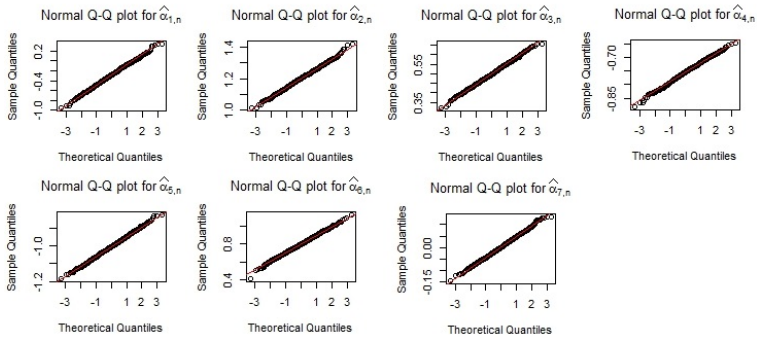 Normal Q-Q plot for α̂1,n
Normal Q-Q plot for α̂2,n
Normal Q-Q plot for α̂3,n
Normal Q-Q plot for α̂4,n
Sample Quantiles
-1.0 -0.4 0.2
-3 -1 1 2 3
Theoretical Quantiles
Sample Quantiles
1.0 1.2 1.4
-3 -1 1 2 3
Theoretical Quantiles
Sample Quantiles
0.35 0.55
-3 -1 1 2 3
Theoretical Quantiles
Sample Quantiles
-0.85 -0.70
-3 -1 1 2 3
Theoretical Quantiles
Normal Q-Q plot for α̂5,n
Normal Q-Q plot for α̂6,n
Normal Q-Q plot for α̂7,n
Sample Quantiles
-1.2 -1.0
-3 -1 1 2 3
Theoretical Quantiles
Sample Quantiles
0.4 0.8
-3 -1 1 2 3
Theoretical Quantiles
Sample Quantiles
-0.15 0.00
-3 -1 1 2 3
Theoretical Quantiles